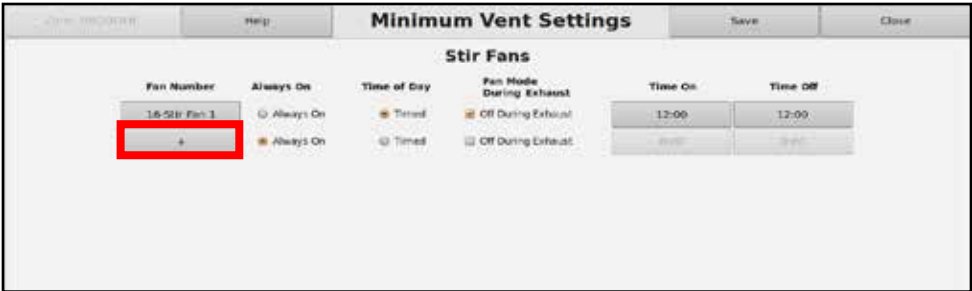 Help Minimum Vent Settings Save Close
Stir Fans
Fan Number Always On Time of Day Fan Mode During Exhaust Time On Time Off
16-Stir Fan 1 Always On Timed Off During Exhaust 12:00 12:00
+ Always On Timed Off During Exhaust